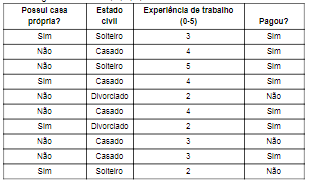 Possui casa própria? Estado civil Experiência de trabalho (0-5) Pagou?
Sim Solteiro 3 Sim
Não Casado 4 Sim
Não Solteiro 5 Sim
Sim Casado 4 Sim
Não Divorciado 2 Não
Não Casado 4 Sim
Sim Divorciado 2 Sim
Não Casado 3 Não
Não Casado 3 Sim
Sim Solteiro 2 Não